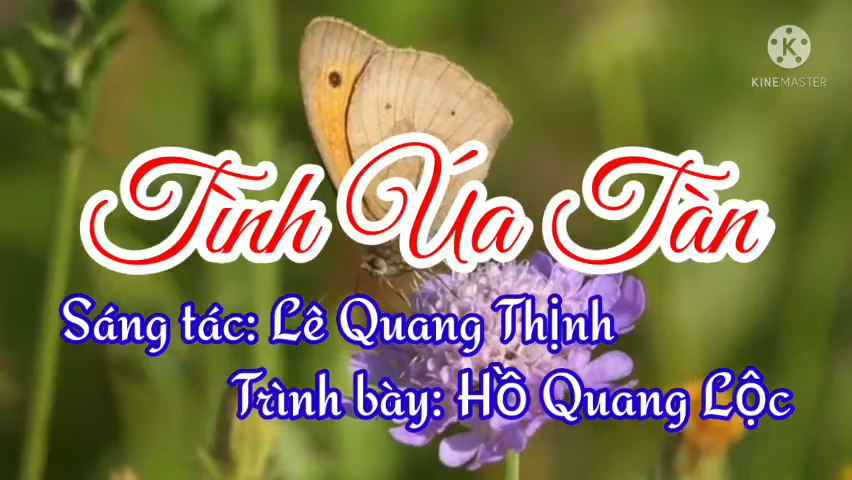 KINEMASTER
Tình Úa Tàn
Sáng tác: Lê Quang Thịnh
Trình bày: Hồ Quang Lộc